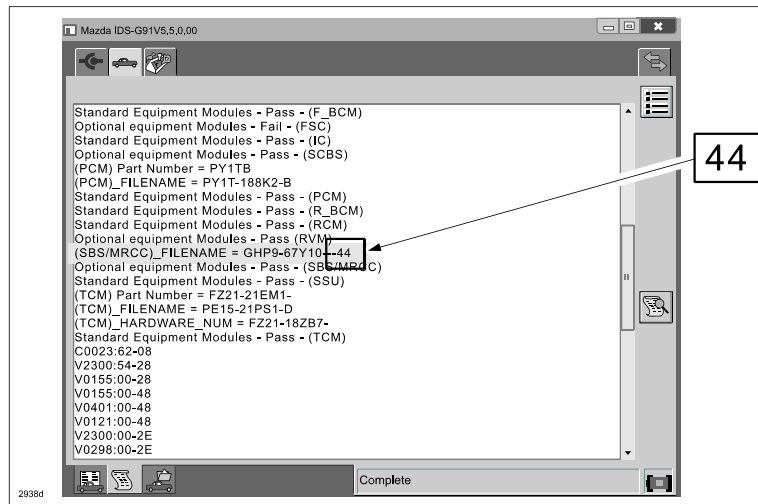 Mazda IDS-G91V5,5,0,00
Standard Equipment Modules - Pass - (F_BCM)
Optional equipment Modules - Fail - (FSC)
Standard Equipment Modules - Pass - (IC)
Optional equipment Modules - Pass - (SCBS)
(PCM) Part Number = PY1TB
(PCM)_FILENAME = PY1T-188K2-B
Standard Equipment Modules - Pass - (PCM)
Standard Equipment Modules - Pass - (R_BCM)
Standard Equipment Modules - Pass - (RCM)
Optional equipment Modules - Pass (RVM)
(SBS/MRCC)_FILENAME = GHP9-67Y10---44
44
Optional equipment Modules - Pass - (SBS/MRCC)
Standard Equipment Modules - Pass - (SSU)
(TCM) Part Number = FZ21-21EM1-
(TCM)_FILENAME = PE15-21PS1-D
(TCM)_HARDWARE_NUM = FZ21-18ZB7-
Standard Equipment Modules - Pass - (TCM)
C0023:62-08
V2300:54-28
V0155:00-28
V0155:00-48
V0401:00-48
V0121:00-48
V2300:00-2E
V0298:00-2E
Complete
2938d